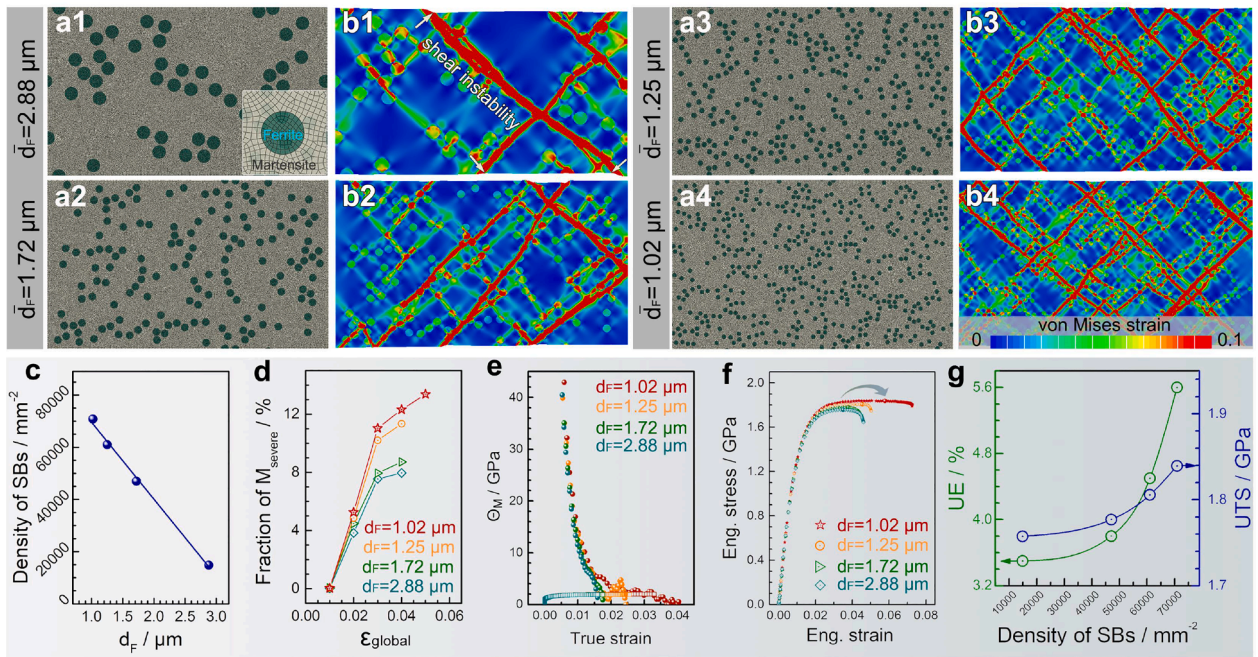 d̄F=2.88 μm
a1
Ferrite
Martensite
b1
shear instability
d̄F=1.25 μm
a3
b3
d̄F=1.72 μm
a2
b2
d̄F=1.02 μm
a4
b4
von Mises strain
0
0.1
c
Density of SBs / mm⁻²
80000
60000
40000
20000
0
1.0 1.5 2.0 2.5 3.0
dF / μm
d
Fraction of Msevere / %
12
8
4
0
dF=1.02 μm
dF=1.25 μm
dF=1.72 μm
dF=2.88 μm
0.00 0.02 0.04 0.06
εglobal
e
ΘM / GPa
40
30
20
10
0
dF=1.02 μm
dF=1.25 μm
dF=1.72 μm
dF=2.88 μm
0.00 0.01 0.02 0.03 0.04
True strain
f
Eng. stress / GPa
2.0
1.6
1.2
0.8
0.4
0.0
dF=1.02 μm
dF=1.25 μm
dF=1.72 μm
dF=2.88 μm
0.00 0.02 0.04 0.06 0.08
Eng. strain
g
UE / %
5.6
4.8
4.0
3.2
UTS / GPa
1.9
1.8
1.7
10000 20000 30000 40000 50000 60000 70000
Density of SBs / mm⁻²